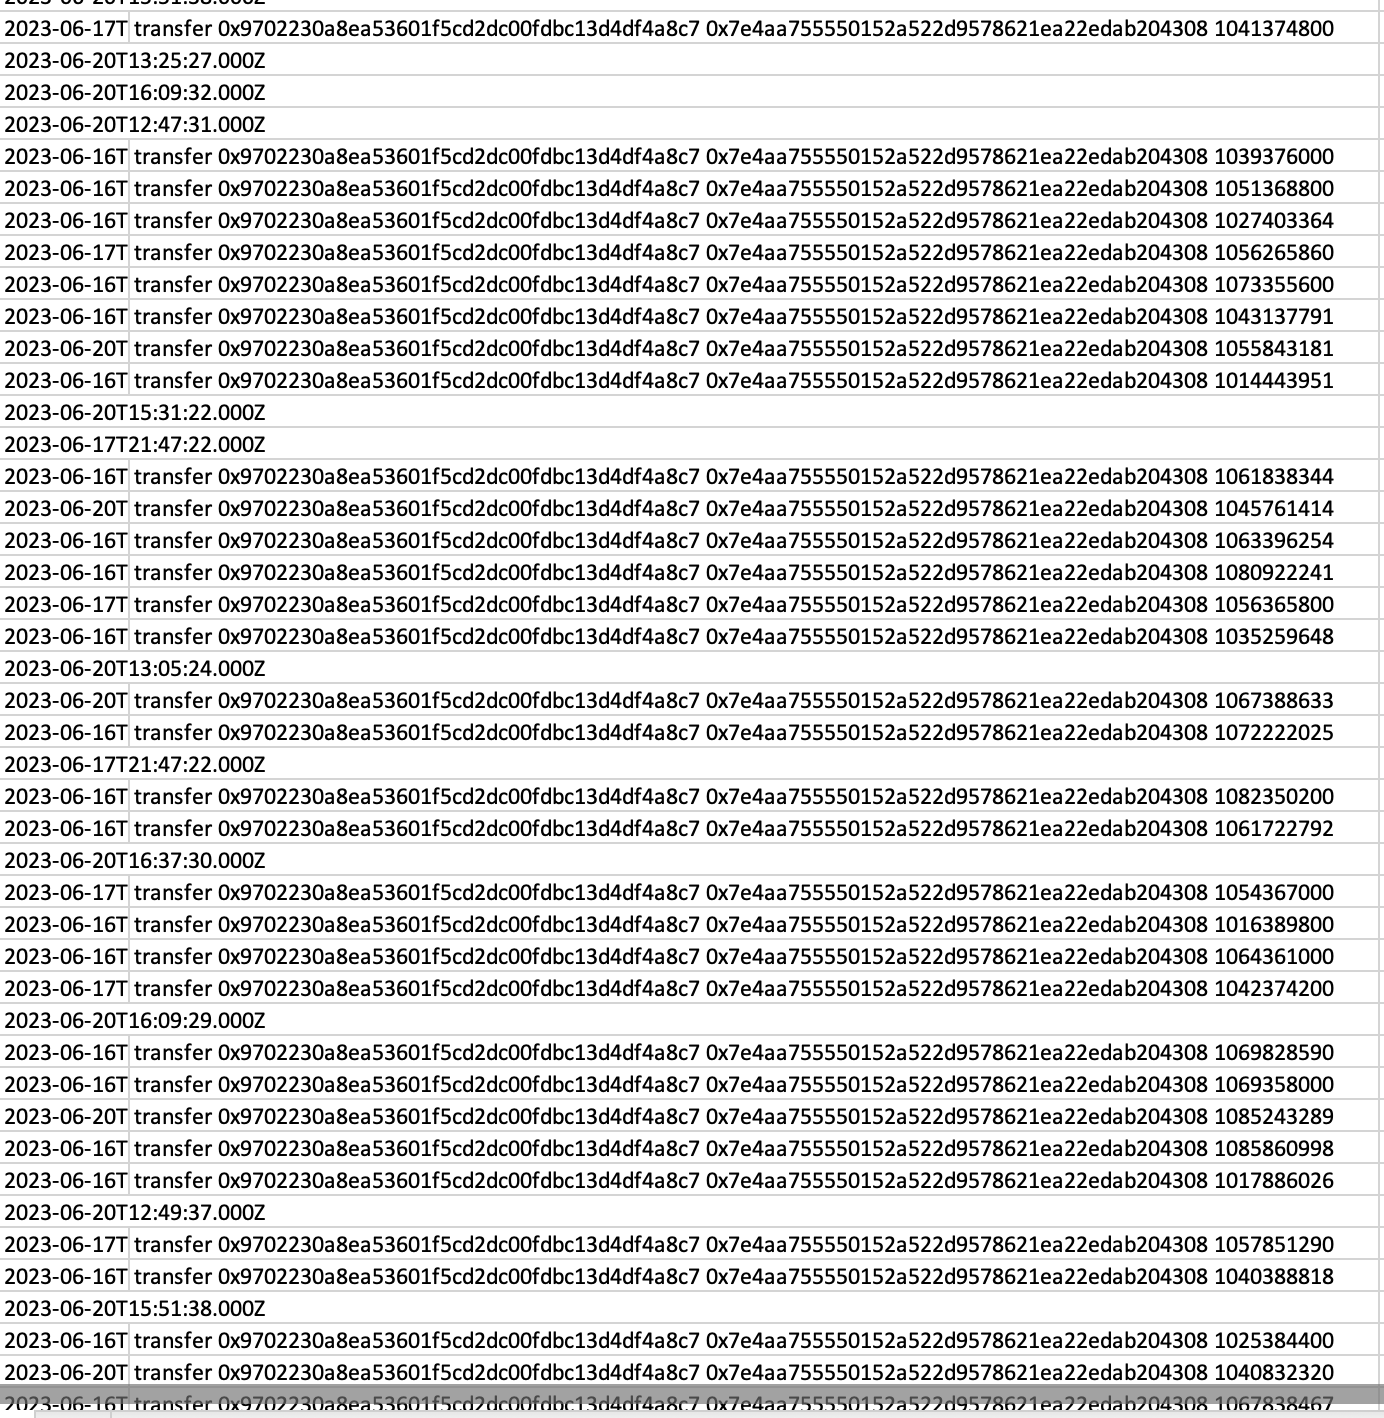 2023-06-20T15:51:38.000Z
2023-06-17T transfer 0x9702230a8ea53601f5cd2dc00fdbc13d4df4a8c7 0x7e4aa755550152a522d9578621ea22edab204308 1041374800
2023-06-20T13:25:27.000Z
2023-06-20T16:09:32.000Z
2023-06-20T12:47:31.000Z
2023-06-16T transfer 0x9702230a8ea53601f5cd2dc00fdbc13d4df4a8c7 0x7e4aa755550152a522d9578621ea22edab204308 1039376000
2023-06-16T transfer 0x9702230a8ea53601f5cd2dc00fdbc13d4df4a8c7 0x7e4aa755550152a522d9578621ea22edab204308 1051368800
2023-06-16T transfer 0x9702230a8ea53601f5cd2dc00fdbc13d4df4a8c7 0x7e4aa755550152a522d9578621ea22edab204308 1027403364
2023-06-17T transfer 0x9702230a8ea53601f5cd2dc00fdbc13d4df4a8c7 0x7e4aa755550152a522d9578621ea22edab204308 1056265860
2023-06-16T transfer 0x9702230a8ea53601f5cd2dc00fdbc13d4df4a8c7 0x7e4aa755550152a522d9578621ea22edab204308 1073355600
2023-06-16T transfer 0x9702230a8ea53601f5cd2dc00fdbc13d4df4a8c7 0x7e4aa755550152a522d9578621ea22edab204308 1043137791
2023-06-20T transfer 0x9702230a8ea53601f5cd2dc00fdbc13d4df4a8c7 0x7e4aa755550152a522d9578621ea22edab204308 1055843181
2023-06-16T transfer 0x9702230a8ea53601f5cd2dc00fdbc13d4df4a8c7 0x7e4aa755550152a522d9578621ea22edab204308 1014443951
2023-06-20T15:31:22.000Z
2023-06-17T21:47:22.000Z
2023-06-16T transfer 0x9702230a8ea53601f5cd2dc00fdbc13d4df4a8c7 0x7e4aa755550152a522d9578621ea22edab204308 1061838344
2023-06-20T transfer 0x9702230a8ea53601f5cd2dc00fdbc13d4df4a8c7 0x7e4aa755550152a522d9578621ea22edab204308 1045761414
2023-06-16T transfer 0x9702230a8ea53601f5cd2dc00fdbc13d4df4a8c7 0x7e4aa755550152a522d9578621ea22edab204308 1063396254
2023-06-16T transfer 0x9702230a8ea53601f5cd2dc00fdbc13d4df4a8c7 0x7e4aa755550152a522d9578621ea22edab204308 1080922241
2023-06-17T transfer 0x9702230a8ea53601f5cd2dc00fdbc13d4df4a8c7 0x7e4aa755550152a522d9578621ea22edab204308 1056365800
2023-06-16T transfer 0x9702230a8ea53601f5cd2dc00fdbc13d4df4a8c7 0x7e4aa755550152a522d9578621ea22edab204308 1035259648
2023-06-20T13:05:24.000Z
2023-06-20T transfer 0x9702230a8ea53601f5cd2dc00fdbc13d4df4a8c7 0x7e4aa755550152a522d9578621ea22edab204308 1067388633
2023-06-16T transfer 0x9702230a8ea53601f5cd2dc00fdbc13d4df4a8c7 0x7e4aa755550152a522d9578621ea22edab204308 1072222025
2023-06-17T21:47:22.000Z
2023-06-16T transfer 0x9702230a8ea53601f5cd2dc00fdbc13d4df4a8c7 0x7e4aa755550152a522d9578621ea22edab204308 1082350200
2023-06-16T transfer 0x9702230a8ea53601f5cd2dc00fdbc13d4df4a8c7 0x7e4aa755550152a522d9578621ea22edab204308 1061722792
2023-06-20T16:37:30.000Z
2023-06-17T transfer 0x9702230a8ea53601f5cd2dc00fdbc13d4df4a8c7 0x7e4aa755550152a522d9578621ea22edab204308 1054367000
2023-06-16T transfer 0x9702230a8ea53601f5cd2dc00fdbc13d4df4a8c7 0x7e4aa755550152a522d9578621ea22edab204308 1016389800
2023-06-16T transfer 0x9702230a8ea53601f5cd2dc00fdbc13d4df4a8c7 0x7e4aa755550152a522d9578621ea22edab204308 1064361000
2023-06-17T transfer 0x9702230a8ea53601f5cd2dc00fdbc13d4df4a8c7 0x7e4aa755550152a522d9578621ea22edab204308 1042374200
2023-06-20T16:09:29.000Z
2023-06-16T transfer 0x9702230a8ea53601f5cd2dc00fdbc13d4df4a8c7 0x7e4aa755550152a522d9578621ea22edab204308 1069828590
2023-06-16T transfer 0x9702230a8ea53601f5cd2dc00fdbc13d4df4a8c7 0x7e4aa755550152a522d9578621ea22edab204308 1069358000
2023-06-20T transfer 0x9702230a8ea53601f5cd2dc00fdbc13d4df4a8c7 0x7e4aa755550152a522d9578621ea22edab204308 1085243289
2023-06-16T transfer 0x9702230a8ea53601f5cd2dc00fdbc13d4df4a8c7 0x7e4aa755550152a522d9578621ea22edab204308 1085860998
2023-06-16T transfer 0x9702230a8ea53601f5cd2dc00fdbc13d4df4a8c7 0x7e4aa755550152a522d9578621ea22edab204308 1017886026
2023-06-20T12:49:37.000Z
2023-06-17T transfer 0x9702230a8ea53601f5cd2dc00fdbc13d4df4a8c7 0x7e4aa755550152a522d9578621ea22edab204308 1057851290
2023-06-16T transfer 0x9702230a8ea53601f5cd2dc00fdbc13d4df4a8c7 0x7e4aa755550152a522d9578621ea22edab204308 1040388818
2023-06-20T15:51:38.000Z
2023-06-16T transfer 0x9702230a8ea53601f5cd2dc00fdbc13d4df4a8c7 0x7e4aa755550152a522d9578621ea22edab204308 1025384400
2023-06-20T transfer 0x9702230a8ea53601f5cd2dc00fdbc13d4df4a8c7 0x7e4aa755550152a522d9578621ea22edab204308 1040832320
2023-06-16T transfer 0x9702230a8ea53601f5cd2dc00fdbc13d4df4a8c7 0x7e4aa755550152a522d9578621ea22edab204308 1067838467